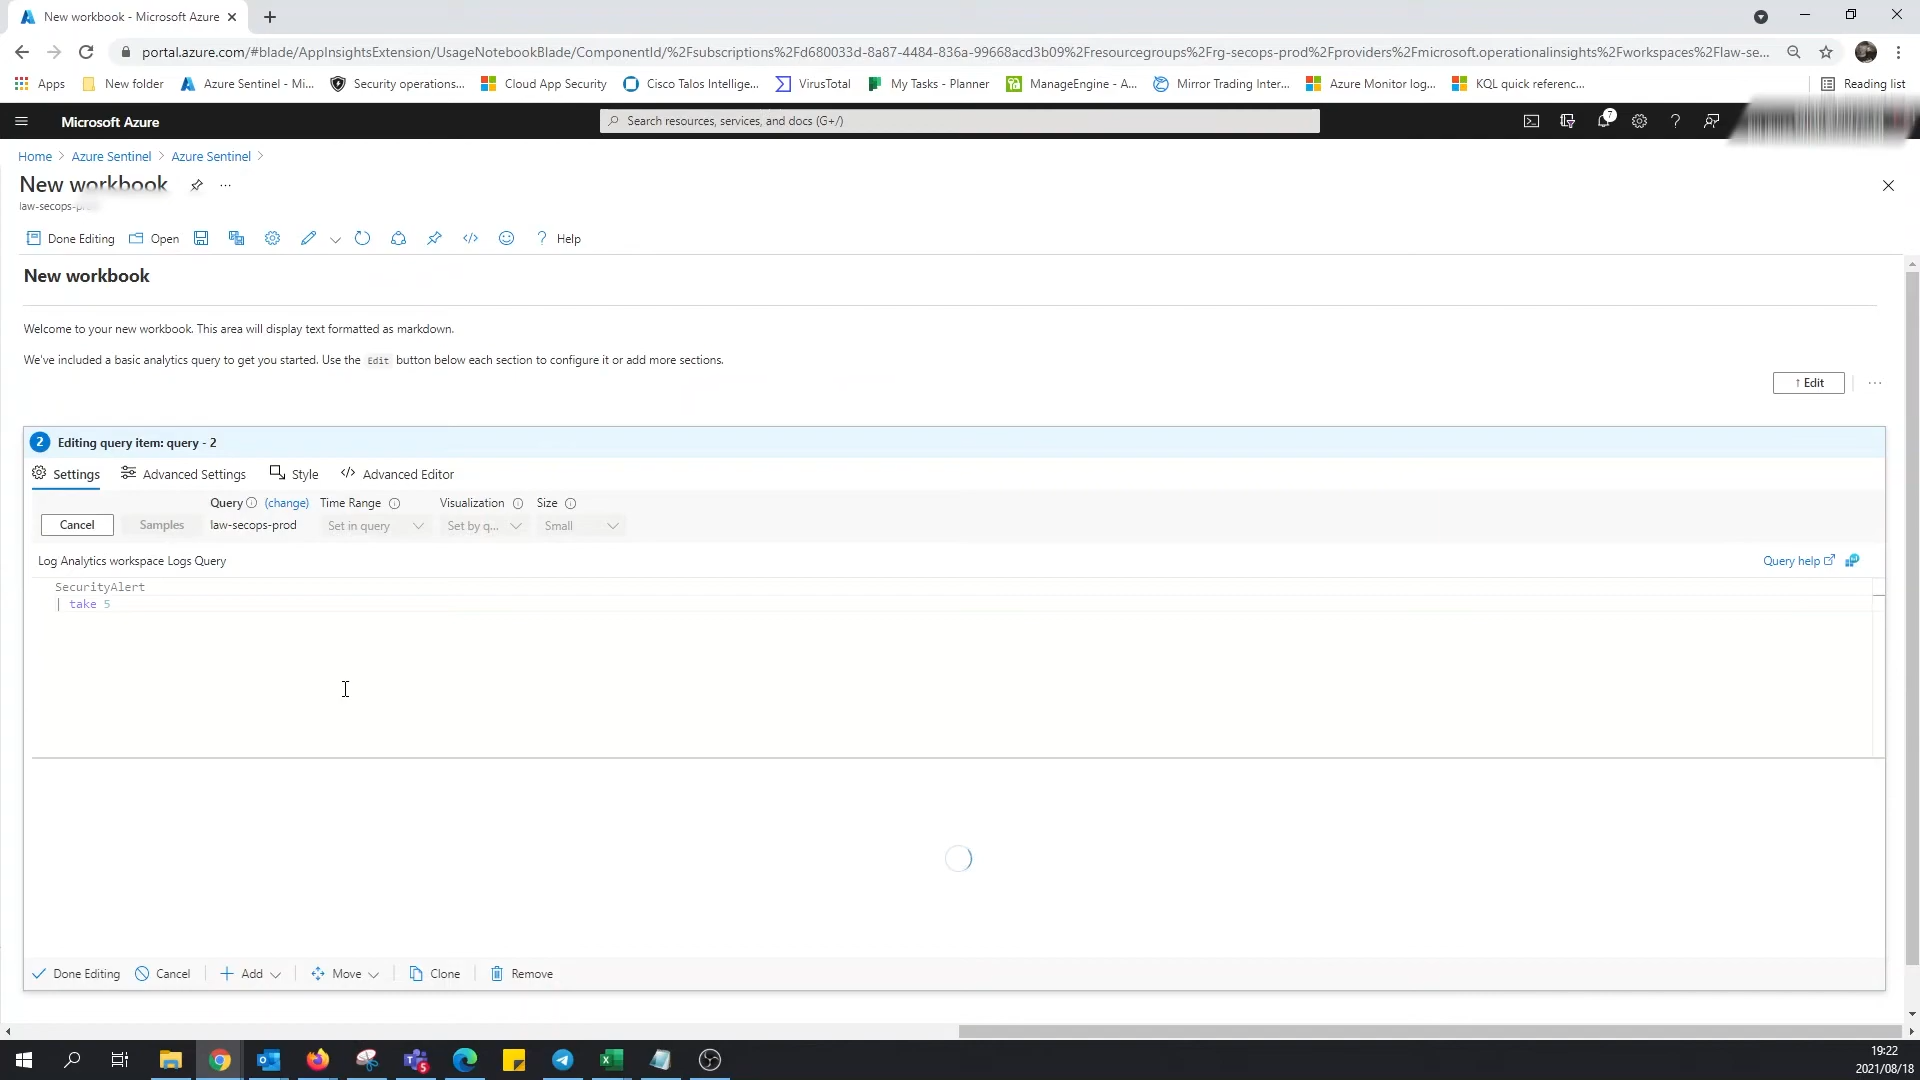 New workbook - Microsoft Azure
portal.azure.com/#blade/AppInsightsExtension/UsageNotebookBlade/ComponentId/%2Fsubscriptions%2Fd680033d-8a87-4484-836a-99668acd3b09%2Fresourcegroups%2Frg-secops-prod%2Fproviders%2Fmicrosoft.operationalinsights%2Fworkspaces%2Flaw-se...
Apps New folder Azure Sentinel - Mi... Security operations... Cloud App Security Cisco Talos Intellige... VirusTotal My Tasks - Planner ManageEngine - A... Mirror Trading Inter... Azure Monitor log... KQL quick referenc... Reading list
Microsoft Azure Search resources, services, and docs (G+/) 7
Home > Azure Sentinel > Azure Sentinel >
New workbook ...
law-secops-
Done Editing Open Help
New workbook
Welcome to your new workbook. This area will display text formatted as markdown.
We've included a basic analytics query to get you started. Use the Edit button below each section to configure it or add more sections.
↑ Edit ...
2 Editing query item: query - 2
Settings Advanced Settings Style Advanced Editor
Query (change) Time Range Visualization Size
Cancel Samples law-secops-prod Set in query Set by q... Small
Log Analytics workspace Logs Query Query help
SecurityAlert
| take 5
Done Editing Cancel Add Move Clone Remove
5
19:22
2021/08/18